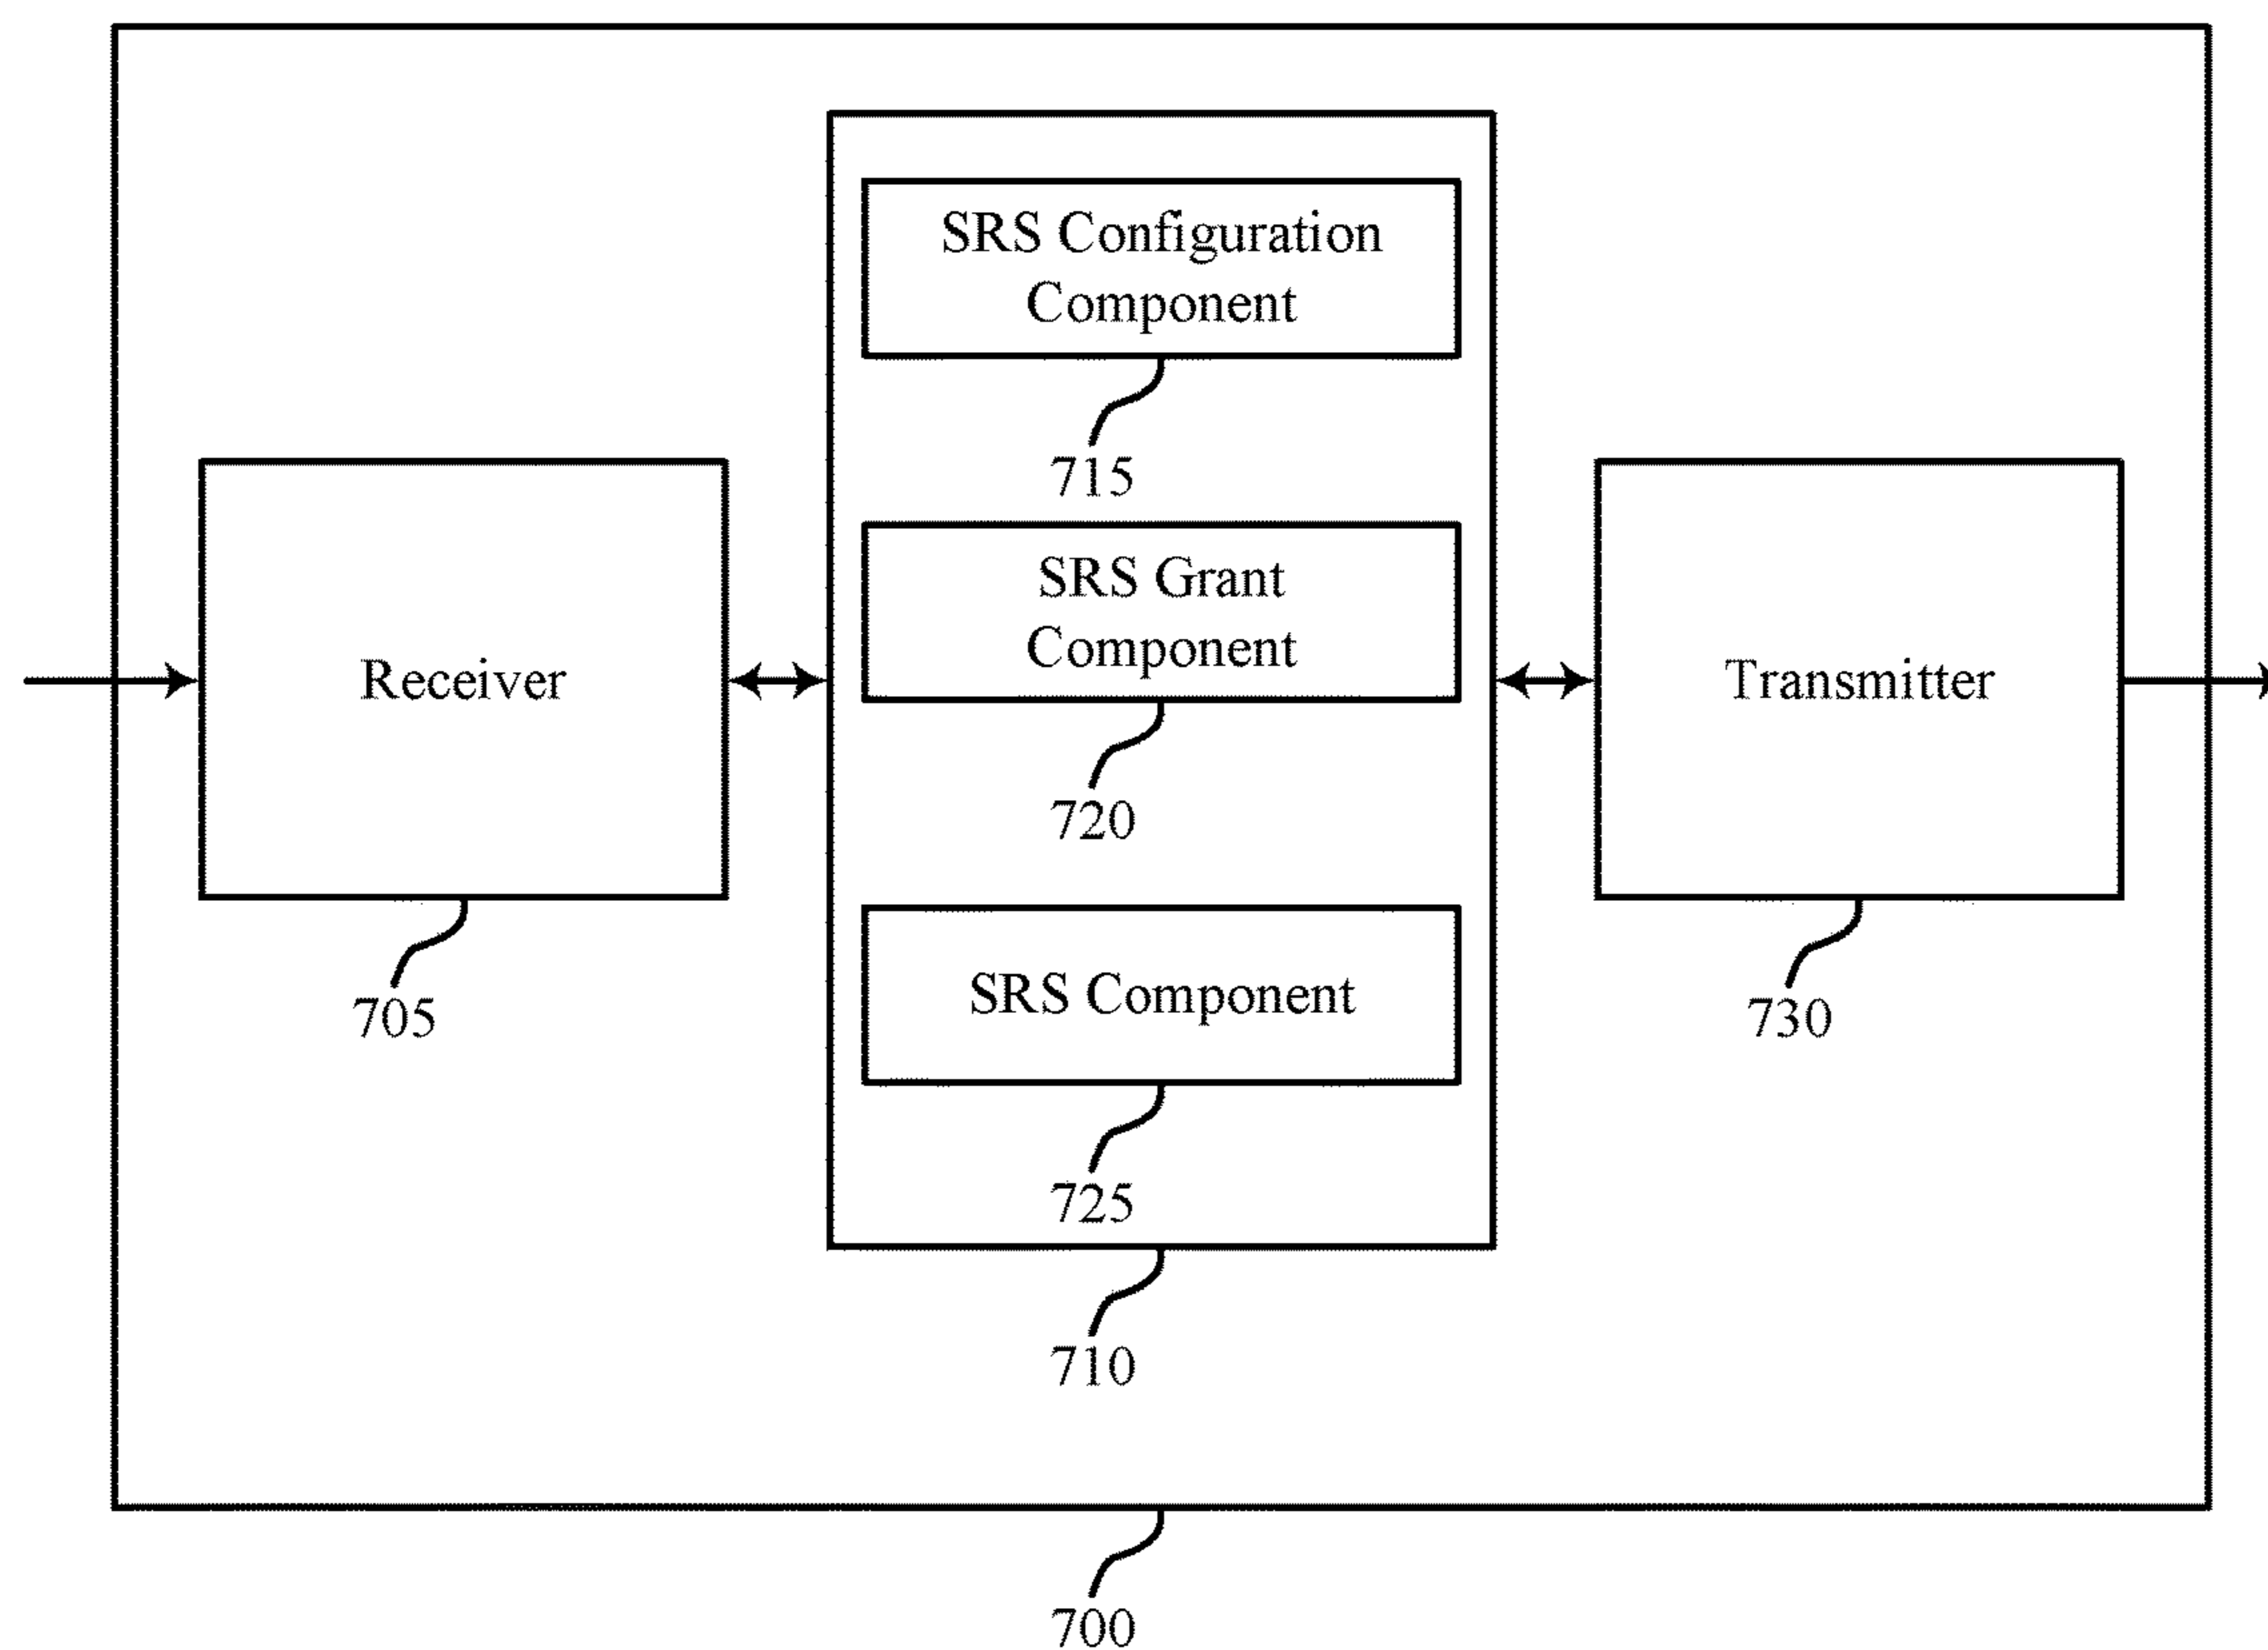 SRS Configuration
Component
715
SRS Grant
Component
720
Receiver
705
Transmitter
730
SRS Component
725
710
700